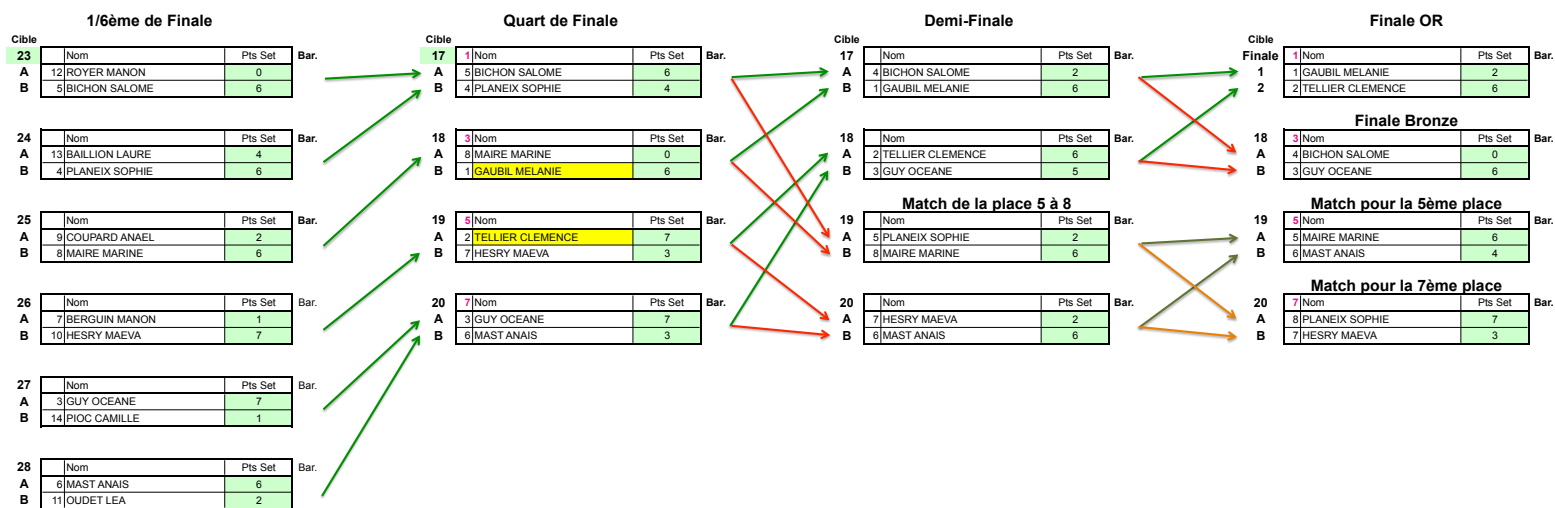 1/6ème de Finale
Cible
23 Nom Pts Set Bar.
A 12 ROYER MANON 0
B 5 BICHON SALOME 6
24 Nom Pts Set Bar.
A 13 BAILLION LAURE 4
B 4 PLANEIX SOPHIE 6
25 Nom Pts Set Bar.
A 9 COUPARD ANAEL 2
B 8 MAIRE MARINE 6
26 Nom Pts Set Bar.
A 7 BERGUIN MANON 1
B 10 HESRY MAEVA 7
27 Nom Pts Set Bar.
A 3 GUY OCEANE 7
B 14 PIOC CAMILLE 1
28 Nom Pts Set Bar.
A 6 MAST ANAIS 6
B 11 OUDET LEA 2
Quart de Finale
Cible
17 1 Nom Pts Set Bar.
A 5 BICHON SALOME 6
B 4 PLANEIX SOPHIE 4
18 3 Nom Pts Set Bar.
A 8 MAIRE MARINE 0
B 1 GAUBIL MELANIE 6
19 5 Nom Pts Set Bar.
A 2 TELLIER CLEMENCE 7
B 7 HESRY MAEVA 3
20 7 Nom Pts Set Bar.
A 3 GUY OCEANE 7
B 6 MAST ANAIS 3
Demi-Finale
Cible
17 Nom Pts Set Bar.
A 4 BICHON SALOME 2
B 1 GAUBIL MELANIE 6
18 Nom Pts Set Bar.
A 2 TELLIER CLEMENCE 6
B 3 GUY OCEANE 5
Match de la place 5 à 8
19 Nom Pts Set Bar.
A 5 PLANEIX SOPHIE 2
B 8 MAIRE MARINE 6
20 Nom Pts Set Bar.
A 7 HESRY MAEVA 2
B 6 MAST ANAIS 6
Finale OR
Cible
Finale 1 Nom Pts Set Bar.
1 1 GAUBIL MELANIE 2
2 2 TELLIER CLEMENCE 6
Finale Bronze
18 3 Nom Pts Set Bar.
A 4 BICHON SALOME 0
B 3 GUY OCEANE 6
Match pour la 5ème place
19 5 Nom Pts Set Bar.
A 5 MAIRE MARINE 6
B 6 MAST ANAIS 4
Match pour la 7ème place
20 7 Nom Pts Set Bar.
A 8 PLANEIX SOPHIE 7
B 7 HESRY MAEVA 3